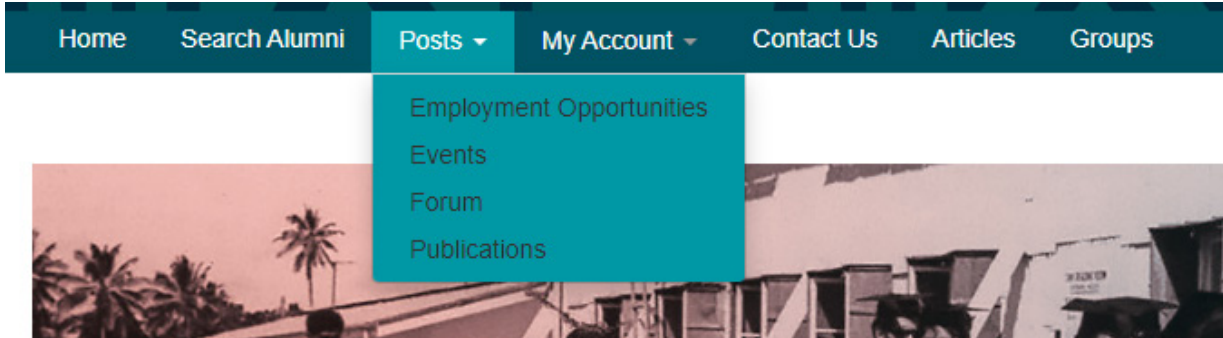 Home Search Alumni Posts My Account Contact Us Articles Groups
Employment Opportunities
Events
Forum
Publications